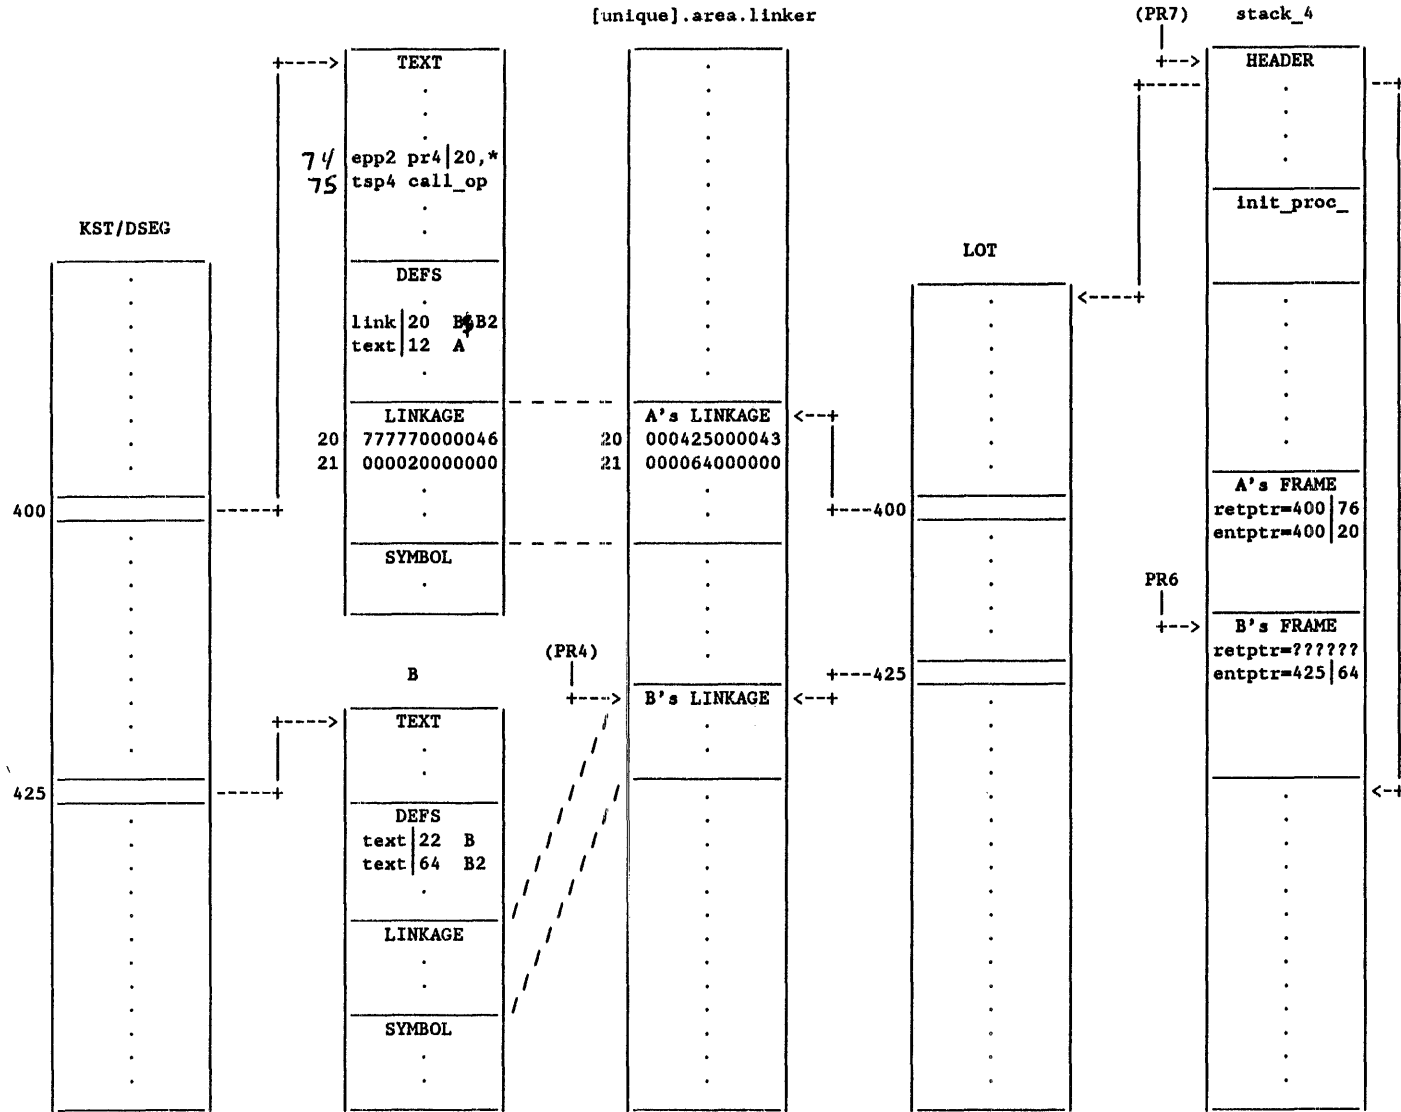 [unique].area.linker
(PR7) stack_4
TEXT
HEADER
74 epp2 pr4|20,*
75 tsp4 call_op
init_proc_
KST/DSEG
LOT
DEFS
link|20 B$B2
text|12 A
LINKAGE
20 777770000046
21 000020000000
A's LINKAGE
20 000425000043
21 000064000000
A's FRAME
retptr=400|76
entptr=400|20
400
400
SYMBOL
PR6
B's FRAME
retptr=??????
entptr=425|64
(PR4)
B
425
B's LINKAGE
TEXT
425
DEFS
text|22 B
text|64 B2
LINKAGE
SYMBOL